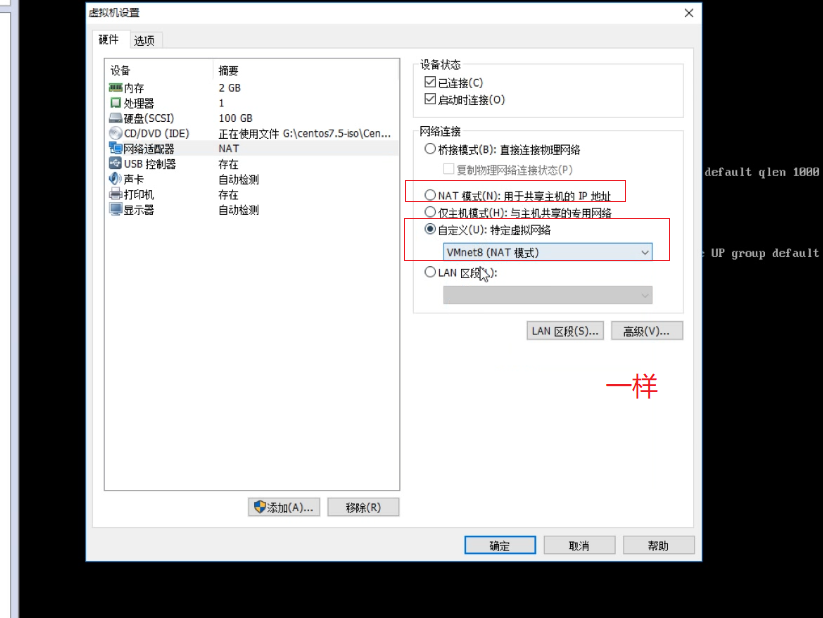 虚拟机设置
硬件 选项
设备 摘要
内存 2 GB
处理器 1
硬盘(SCSI) 100 GB
CD/DVD (IDE) 正在使用文件 G:\centos7.5-iso\Cen...
网络适配器 NAT
USB 控制器 存在
声卡 自动检测
打印机 存在
显示器 自动检测
添加(A)... 移除(R)
设备状态
已连接(C)
启动时连接(O)
网络连接
桥接模式(B): 直接连接物理网络
复制物理网络连接状态(P)
NAT 模式(N): 用于共享主机的 IP 地址
仅主机模式(H): 与主机共享的专用网络
自定义(U): 特定虚拟网络
VMnet8 (NAT 模式)
LAN 区段(L):
LAN 区段(S)... 高级(V)...
一样
确定 取消 帮助
default qlen 1000
UP group default